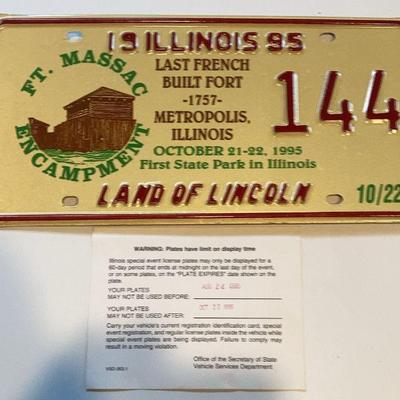 19 ILLINOIS 95
FT. MASSAC
ENCAMPMENT
LAST FRENCH
BUILT FORT
-1757-
METROPOLIS,
ILLINOIS
OCTOBER 21-22, 1995
First State Park in Illinois
144
LAND OF LINCOLN
10/22
WARNING: Plates have limit on display time
Illinois special event license plates may only be displayed for a
60-day period that ends at midnight on the last day of the event,
or on some plates, on the "PLATE EXPIRES" date shown on the
plate.
YOUR PLATES
MAY NOT BE USED BEFORE: AUG 24 1995
YOUR PLATES
MAY NOT BE USED AFTER: OCT 22 1995
Carry your vehicle's current registration identification card, special
event registration, and regular license plates inside the vehicle while
special event plates are being displayed. Failure to comply may
result in a moving violation.
Office of the Secretary of State
Vehicle Services Department